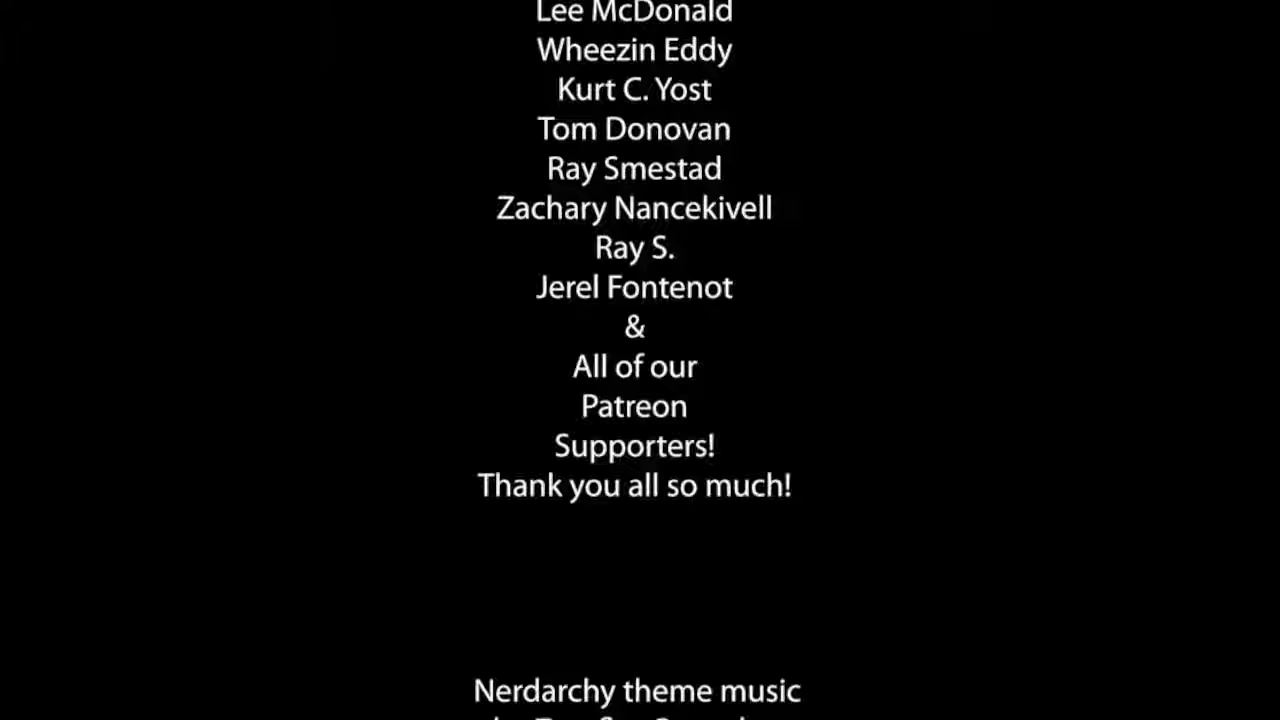 Lee McDonald
Wheezin Eddy
Kurt C. Yost
Tom Donovan
Ray Smestad
Zachary Nancekivell
Ray S.
Jerel Fontenot
&
All of our
Patreon
Supporters!
Thank you all so much!
Nerdarchy theme music